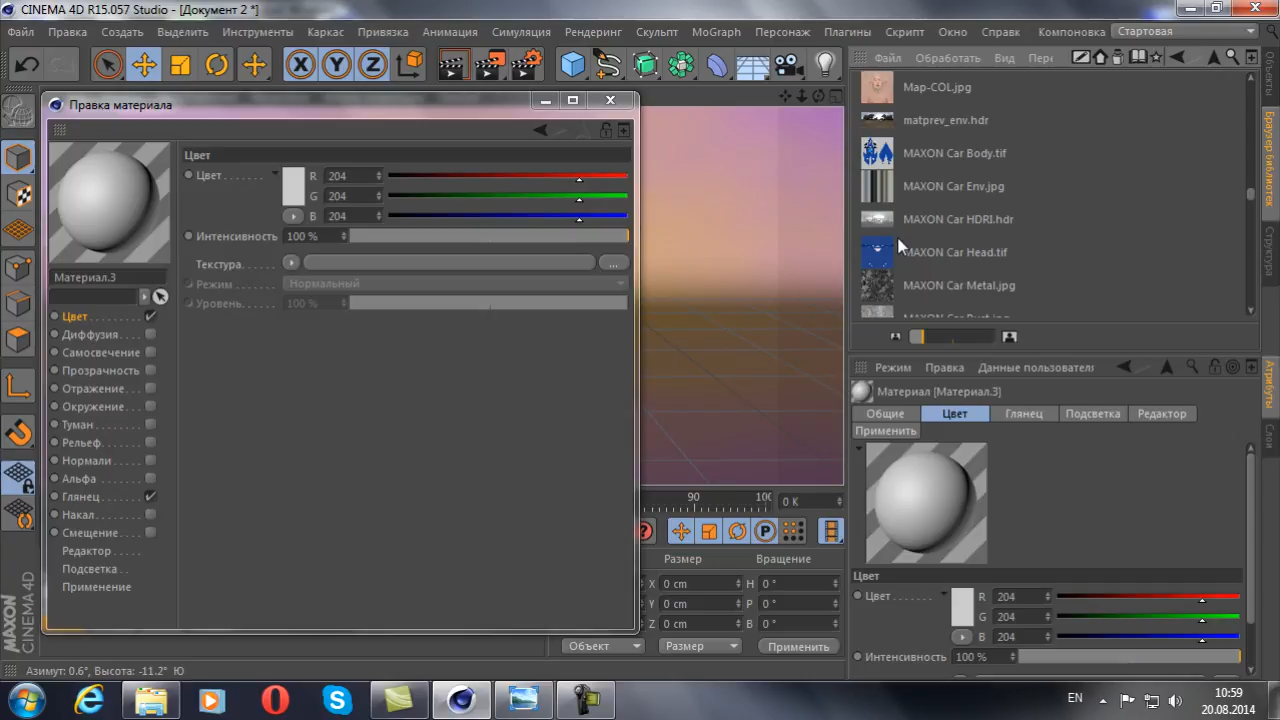 CINEMA 4D R15.057 Studio - [Документ 2 *]
Файл Правка Создать Выделить Инструменты Каркас Привязка Анимация Симуляция Рендеринг Скульпт MoGraph Персонаж Плагины Скрипт Окно Справк Компоновка Стартовая
Файл Обработать Вид Пере
Map-COL.jpg
matprev_env.hdr
MAXON Car Body.tif
MAXON Car Env.jpg
MAXON Car HDRI.hdr
MAXON Car Head.tif
MAXON Car Metal.jpg
MAXON Car Rust.jpg
Объекты
Браузер библиотек
Структура
Правка материала
Цвет
Цвет R 204
G 204
B 204
Интенсивность 100 %
Текстура ...
Режим Нормальный
Уровень 100 %
Материал.3
Цвет
Диффузия
Самосвечение
Прозрачность
Отражение
Окружение
Туман
Рельеф
Нормали
Альфа
Глянец
Накал
Смещение
Редактор
Подсветка
Применение
Режим Правка Данные пользователя
Материал [Материал.3]
Общие Цвет Глянец Подсветка Редактор
Применить
Цвет
Цвет R 204
G 204
B 204
Интенсивность 100 %
Атрибуты
Слои
90 100 0 K
Размер Вращение
X 0 cm H 0 °
Y 0 cm P 0 °
Z 0 cm B 0 °
Объект Размер Применить
MAXON CINEMA 4D
Азимут: 0.6°, Высота: -11.2° Ю
EN 10:59
20.08.2014